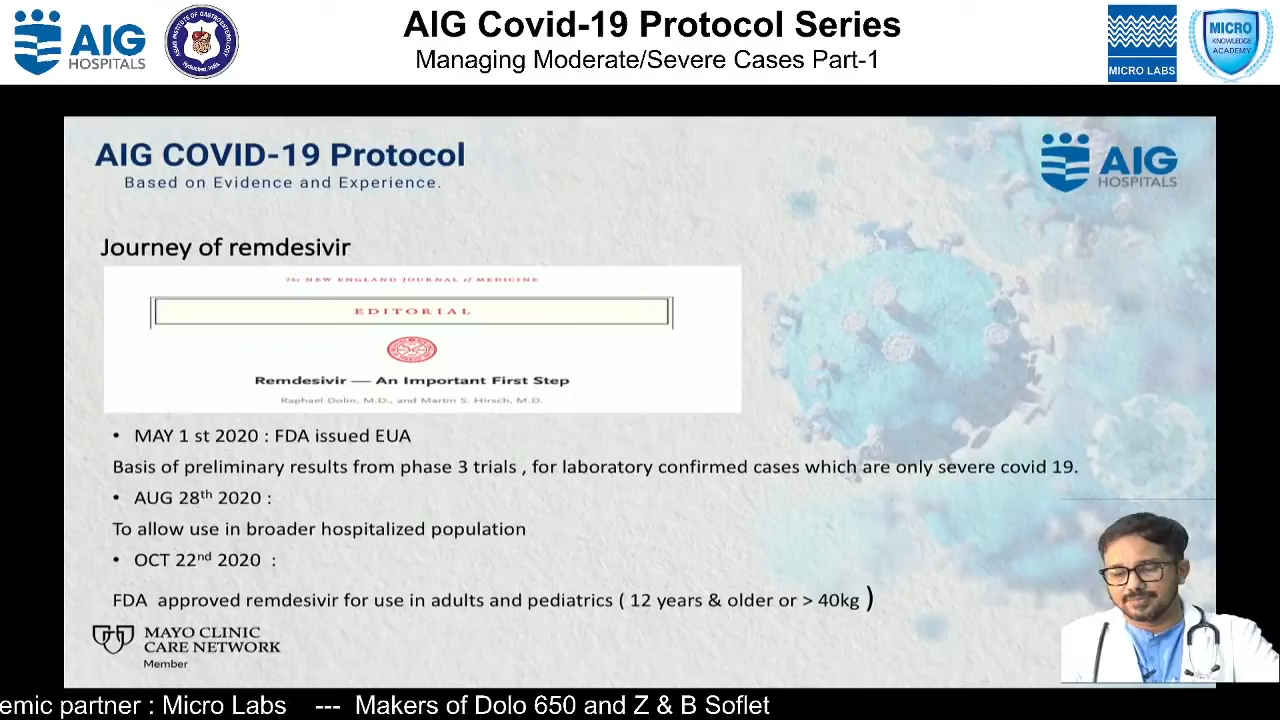 AIG
HOSPITALS
ASIAN INSTITUTE OF GASTROENTEROLOGY
AIG Covid-19 Protocol Series
Managing Moderate/Severe Cases Part-1
MICRO LABS
MICRO
KNOWLEDGE
ACADEMY
AIG COVID-19 Protocol
Based on Evidence and Experience.
AIG
HOSPITALS
Journey of remdesivir
The NEW ENGLAND JOURNAL of MEDICINE
EDITORIAL
Remdesivir — An Important First Step
Raphael Dolin, M.D., and Martin S. Hirsch, M.D.
• MAY 1 st 2020 : FDA issued EUA
Basis of preliminary results from phase 3 trials , for laboratory confirmed cases which are only severe covid 19.
• AUG 28th 2020 :
To allow use in broader hospitalized population
• OCT 22nd 2020 :
FDA approved remdesivir for use in adults and pediatrics ( 12 years & older or > 40kg )
MAYO CLINIC
CARE NETWORK
Member
emic partner : Micro Labs --- Makers of Dolo 650 and Z & B Soflet